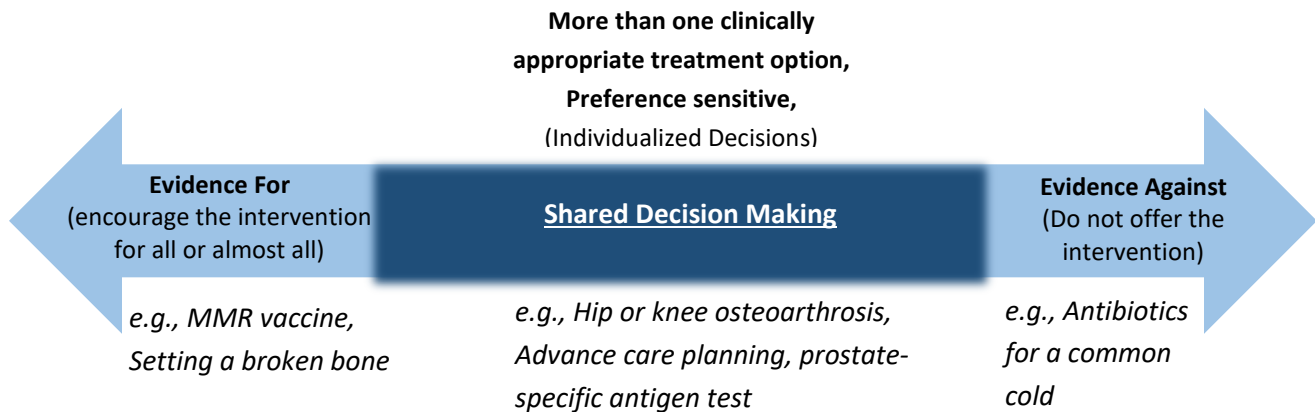 More than one clinically
appropriate treatment option,
Preference sensitive,
(Individualized Decisions)
Evidence For
(encourage the intervention
for all or almost all)
Shared Decision Making
Evidence Against
(Do not offer the
intervention)
e.g., MMR vaccine,
Setting a broken bone
e.g., Hip or knee osteoarthrosis,
Advance care planning, prostate-
specific antigen test
e.g., Antibiotics
for a common
cold